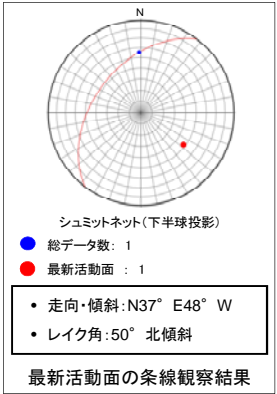 N
シュミットネット(下半球投影)
総データ数: 1
最新活動面 : 1
• 走向・傾斜:N37° E48° W
• レイク角:50° 北傾斜
最新活動面の条線観察結果